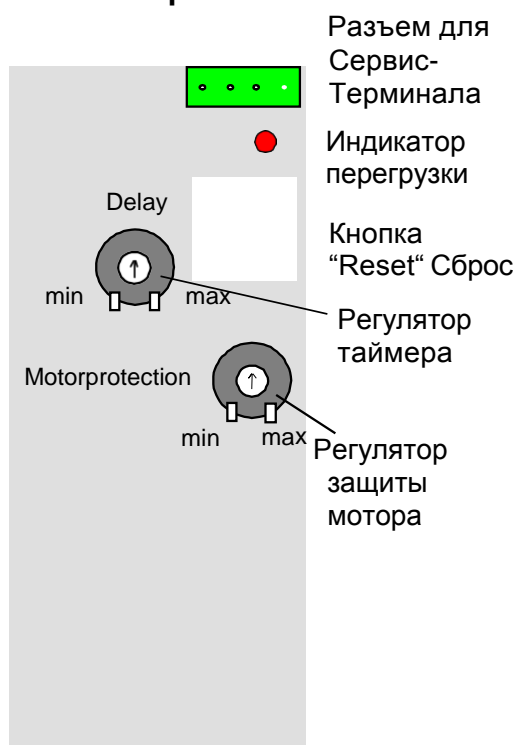 Разъем для
Сервис-
Терминала
Индикатор
перегрузки
Delay
Кнопка
“Reset“ Сброс
min
max
Регулятор
таймера
Motorprotection
min
max
Регулятор
защиты
мотора